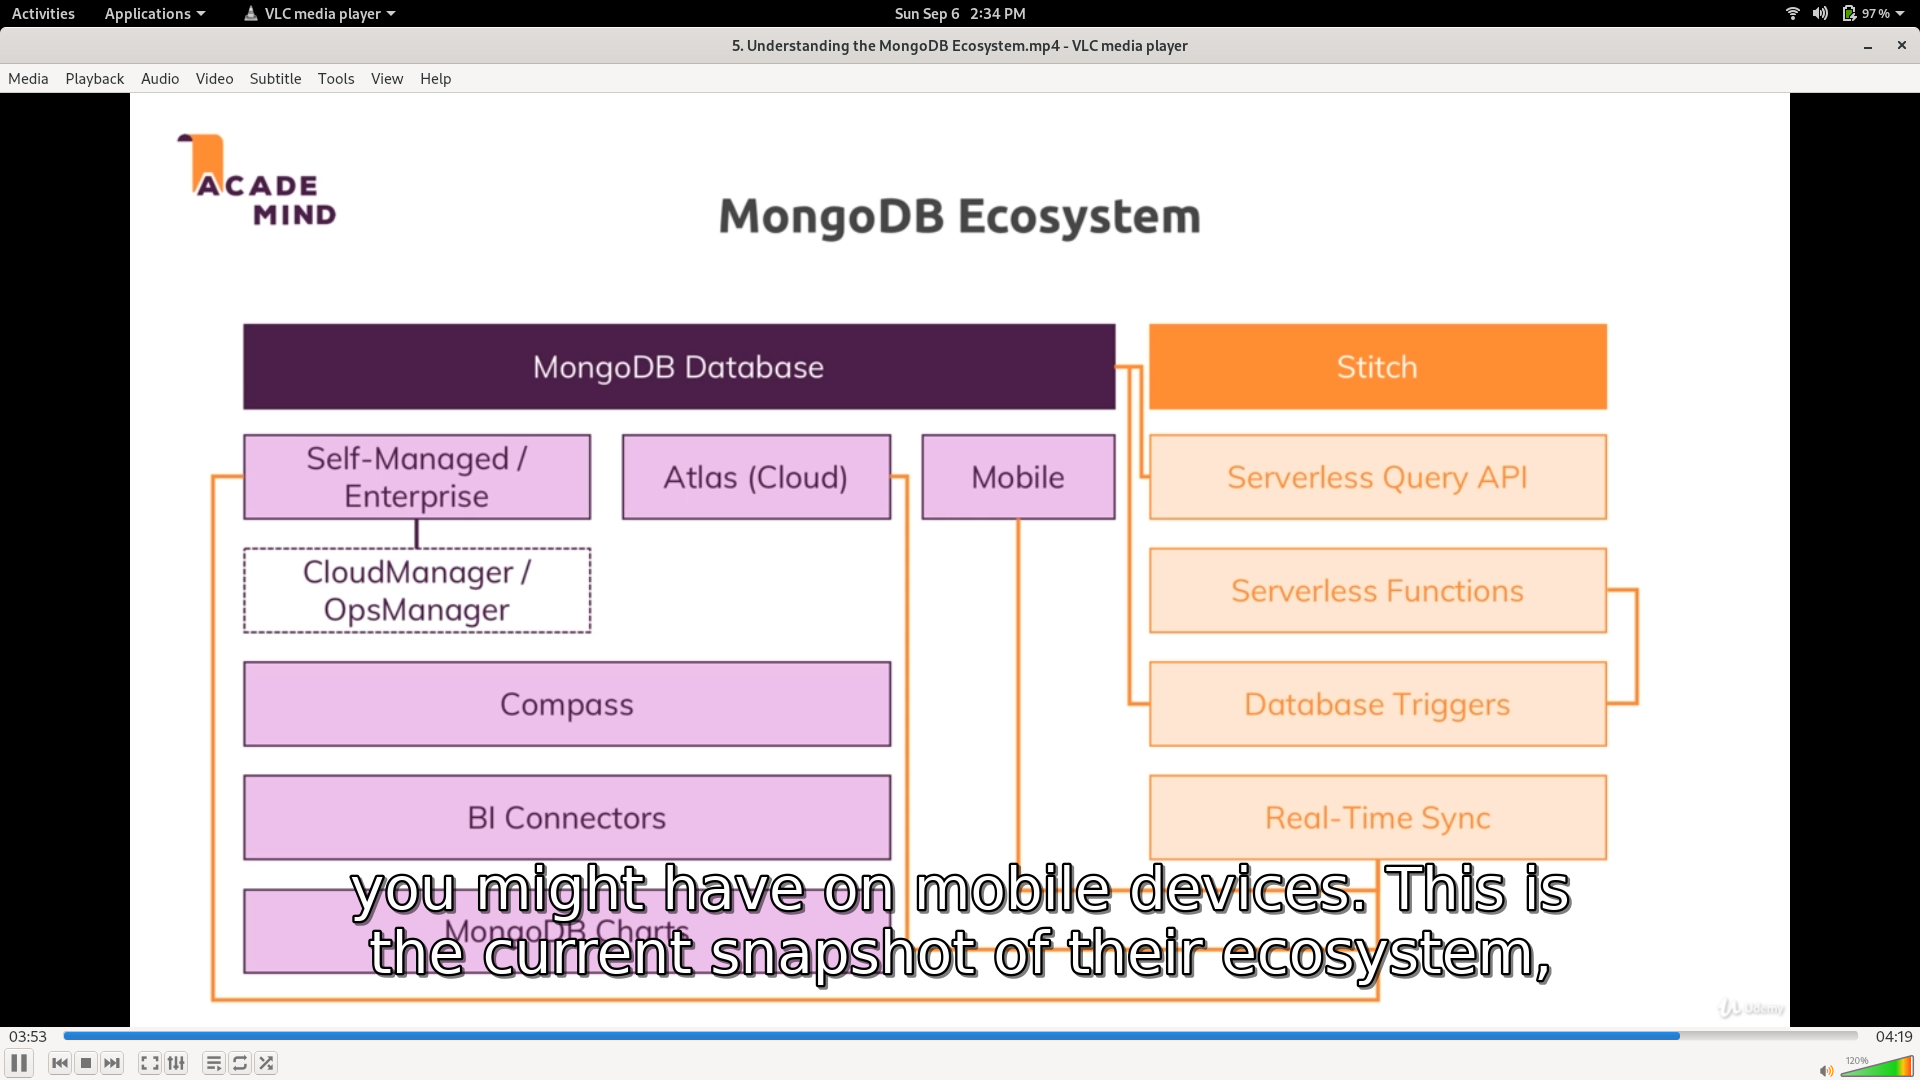 Activities Applications VLC media player Sun Sep 6 2:34 PM 97 %
5. Understanding the MongoDB Ecosystem.mp4 - VLC media player
Media Playback Audio Video Subtitle Tools View Help
ACADE
MIND
MongoDB Ecosystem
MongoDB Database
Stitch
Self-Managed /
Enterprise
Atlas (Cloud)
Mobile
Serverless Query API
CloudManager /
OpsManager
Serverless Functions
Compass
Database Triggers
BI Connectors
Real-Time Sync
MongoDB Charts
you might have on mobile devices. This is
the current snapshot of their ecosystem,
Udemy
03:53 04:19
120%